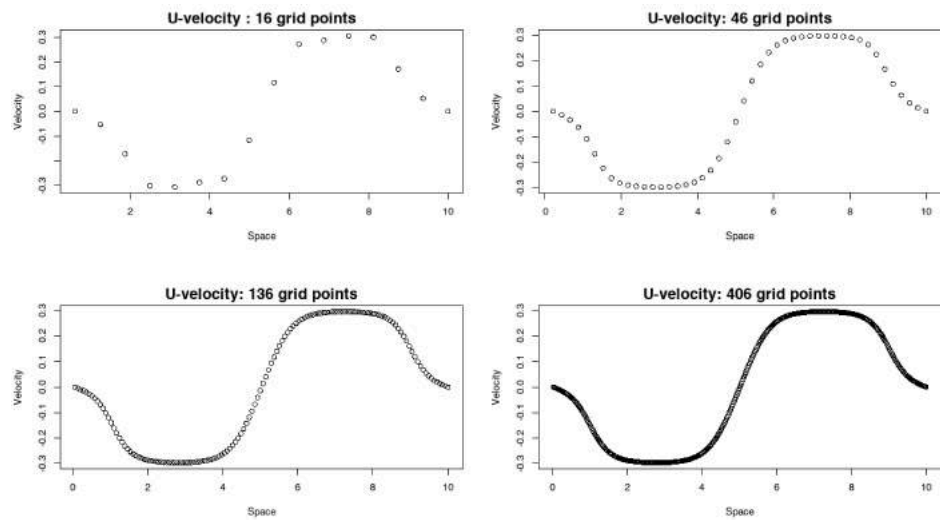 U-velocity : 16 grid points
Velocity
0.3
0.2
0.1
0.0
-0.1
-0.3
2 4 6 8 10
Space
U-velocity: 46 grid points
Velocity
0.3
0.2
0.1
0.0
-0.1
-0.2
-0.3
0 2 4 6 8 10
Space
U-velocity: 136 grid points
Velocity
0.3
0.2
0.1
0.0
-0.1
-0.2
-0.3
0 2 4 6 8 10
Space
U-velocity: 406 grid points
Velocity
0.3
0.2
0.1
0.0
-0.1
-0.2
-0.3
0 2 4 6 8 10
Space